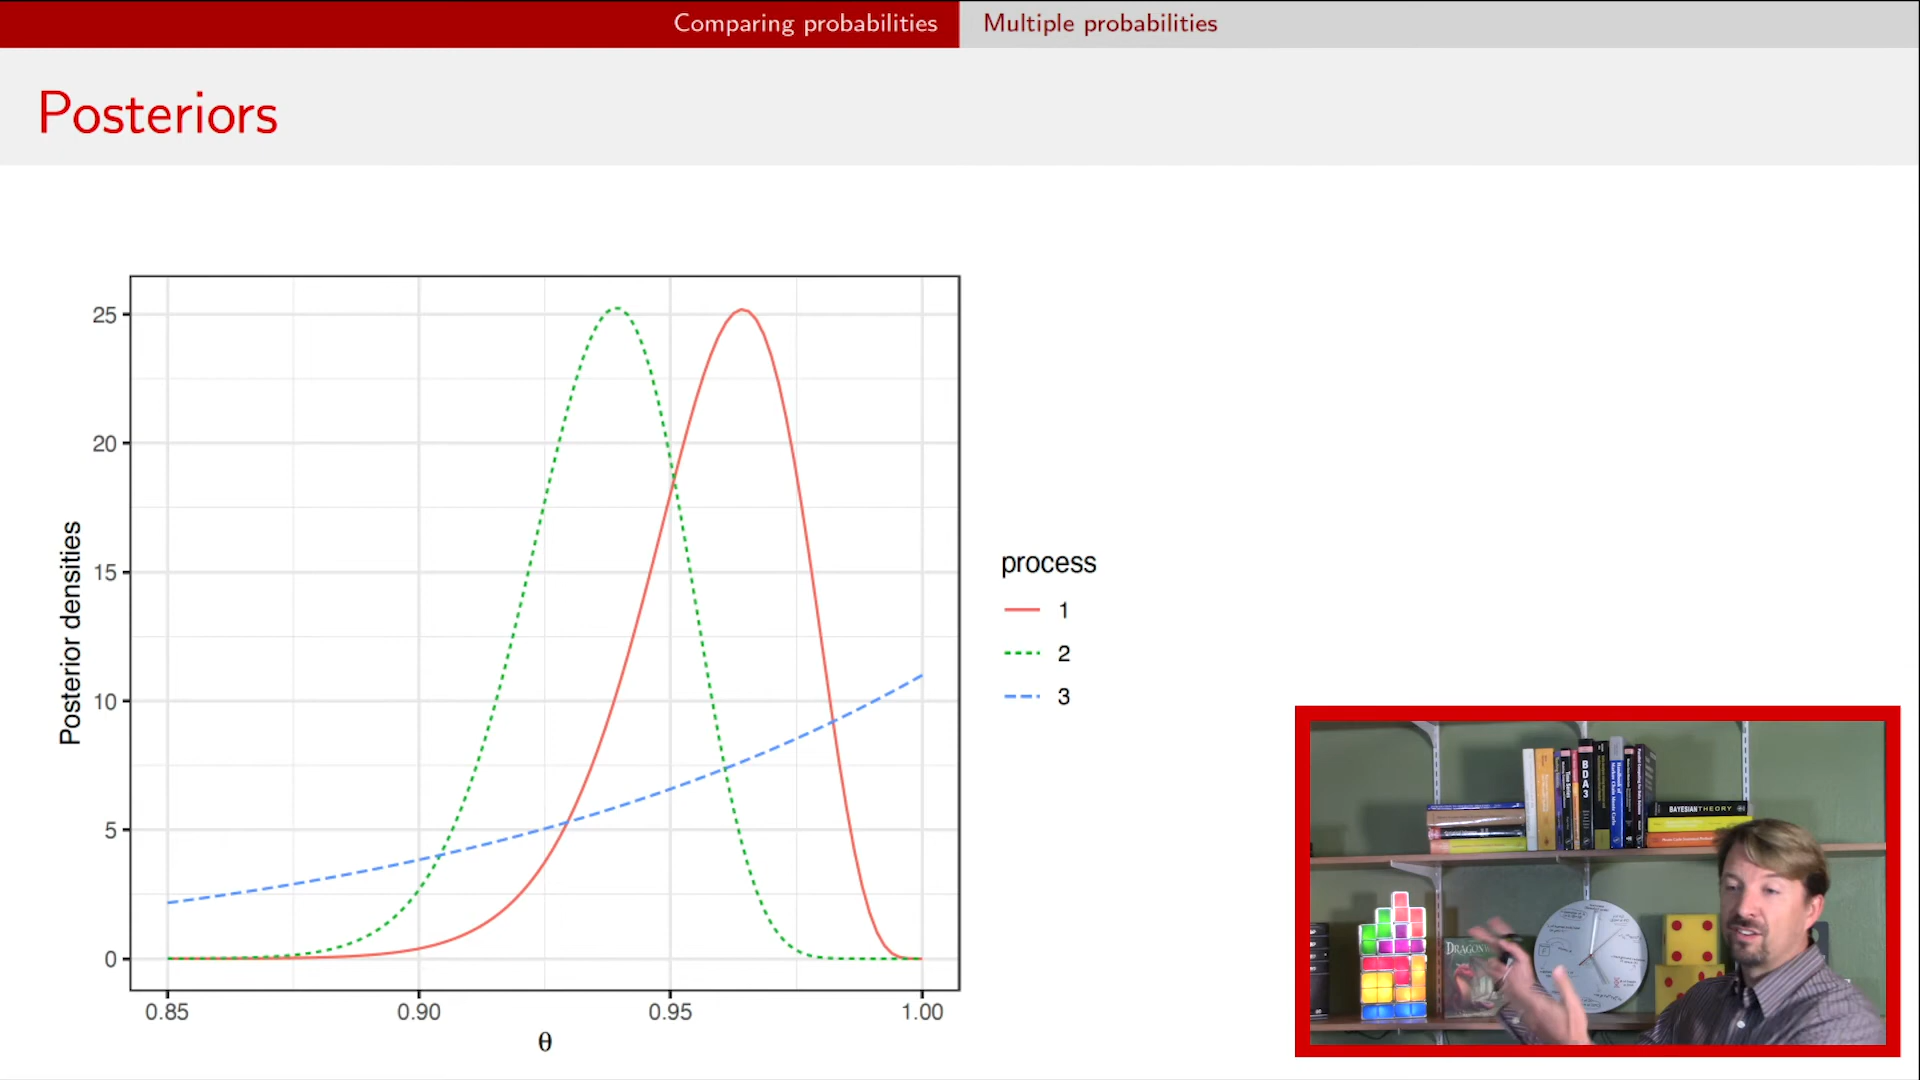 Comparing probabilities
Multiple probabilities
Posteriors
25
20
15
10
5
0
Posterior densities
0.85
0.90
0.95
1.00
θ
process
1
2
3
BDA3
BAYESIAN THEORY
DRAGON